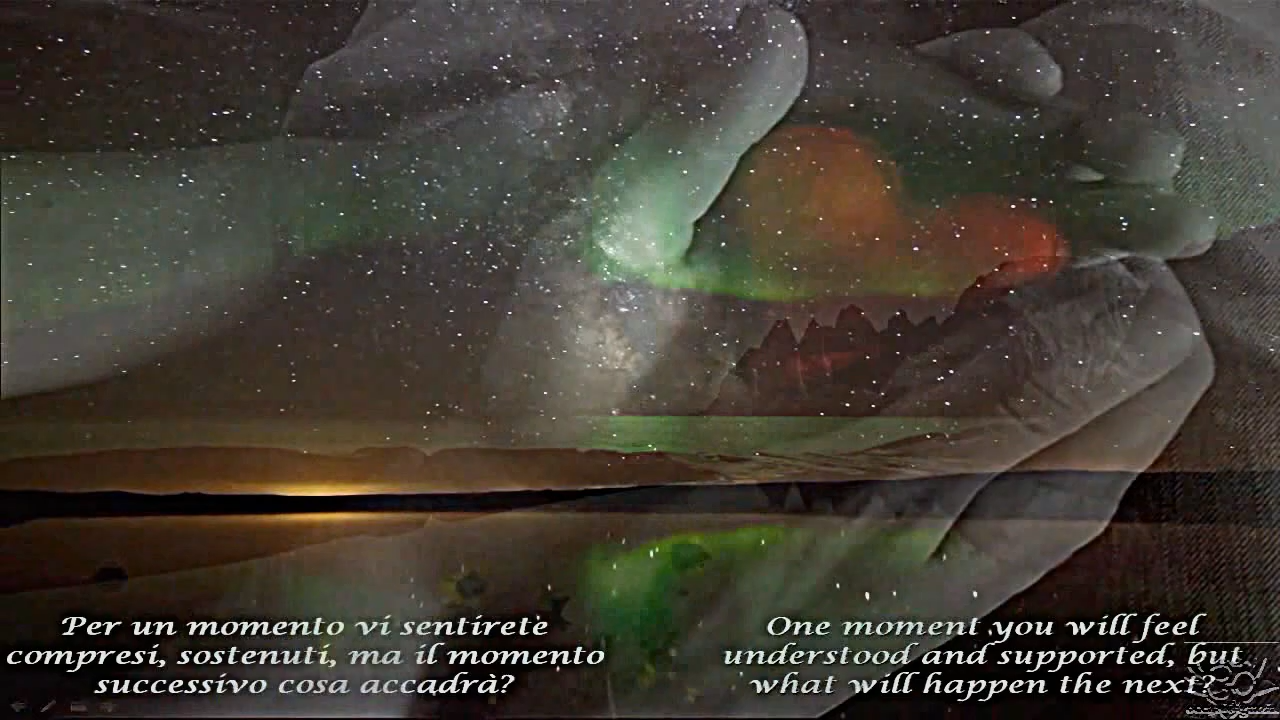 Per un momento vi sentirete
compresi, sostenuti, ma il momento
successivo cosa accadrà?
One moment you will feel
understood and supported, but
what will happen the next?